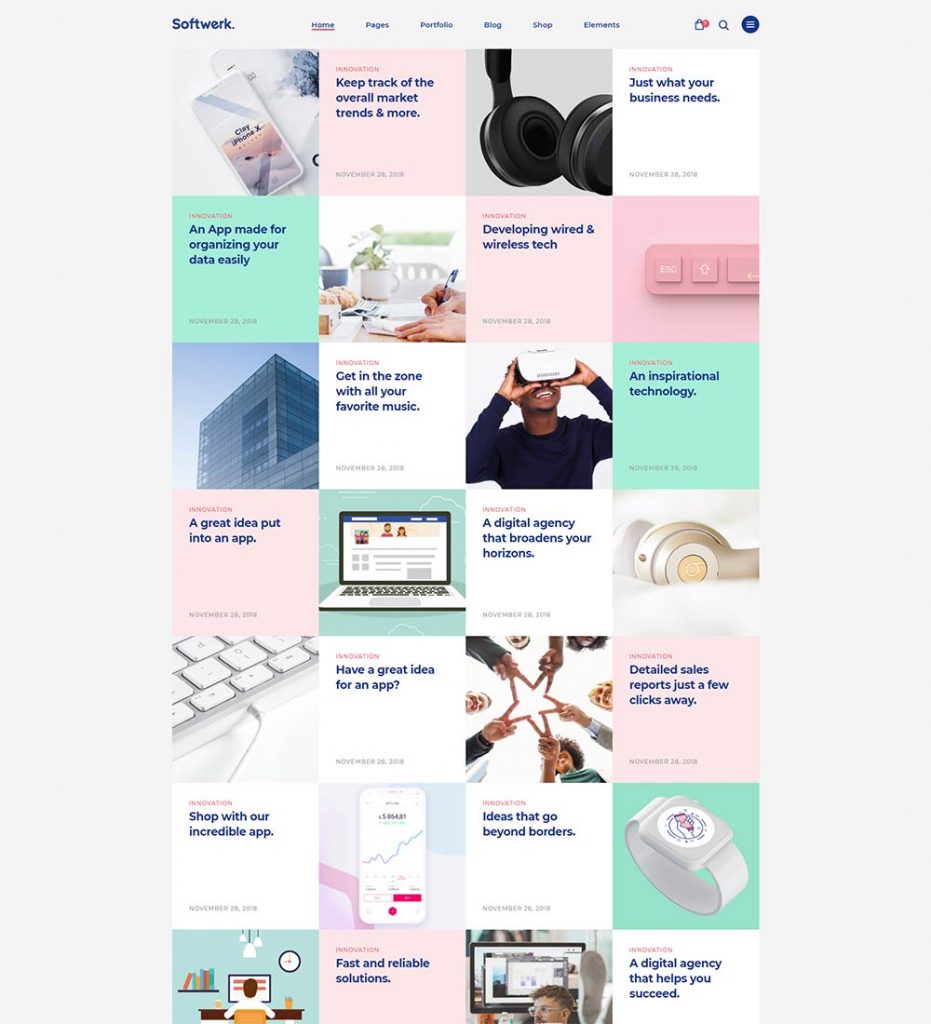 Softwerk.
Home Pages Portfolio Blog Shop Elements
Clay
iPhone X
INNOVATION
Keep track of the
overall market
trends & more.
NOVEMBER 28, 2018
INNOVATION
Just what your
business needs.
NOVEMBER 28, 2018
INNOVATION
An App made for
organizing your
data easily
NOVEMBER 28, 2018
INNOVATION
Developing wired &
wireless tech
NOVEMBER 28, 2018
ESC
INNOVATION
Get in the zone
with all your
favorite music.
NOVEMBER 28, 2018
INNOVATION
An inspirational
technology.
NOVEMBER 28, 2018
INNOVATION
A great idea put
into an app.
NOVEMBER 28, 2018
INNOVATION
A digital agency
that broadens your
horizons.
NOVEMBER 28, 2018
INNOVATION
Have a great idea
for an app?
NOVEMBER 28, 2018
INNOVATION
Detailed sales
reports just a few
clicks away.
NOVEMBER 28, 2018
INNOVATION
Shop with our
incredible app.
NOVEMBER 28, 2018
$ 5 864,81
INNOVATION
Ideas that go
beyond borders.
NOVEMBER 26, 2018
INNOVATION
Fast and reliable
solutions.
INNOVATION
A digital agency
that helps you
succeed.